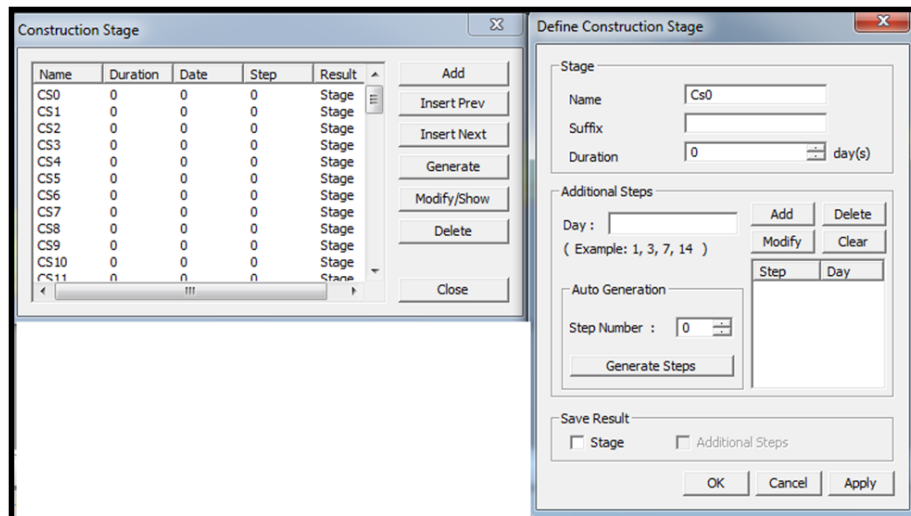 Construction Stage
Name Duration Date Step Result
CS0 0 0 0 Stage
CS1 0 0 0 Stage
CS2 0 0 0 Stage
CS3 0 0 0 Stage
CS4 0 0 0 Stage
CS5 0 0 0 Stage
CS6 0 0 0 Stage
CS7 0 0 0 Stage
CS8 0 0 0 Stage
CS9 0 0 0 Stage
CS10 0 0 0 Stage
CS11 0 0 0 Stage
Add
Insert Prev
Insert Next
Generate
Modify/Show
Delete
Close
Define Construction Stage
Stage
Name Cs0
Suffix
Duration 0 day(s)
Additional Steps
Day :
( Example: 1, 3, 7, 14 )
Add Delete
Modify Clear
Step Day
Auto Generation
Step Number : 0
Generate Steps
Save Result
Stage Additional Steps
OK Cancel Apply